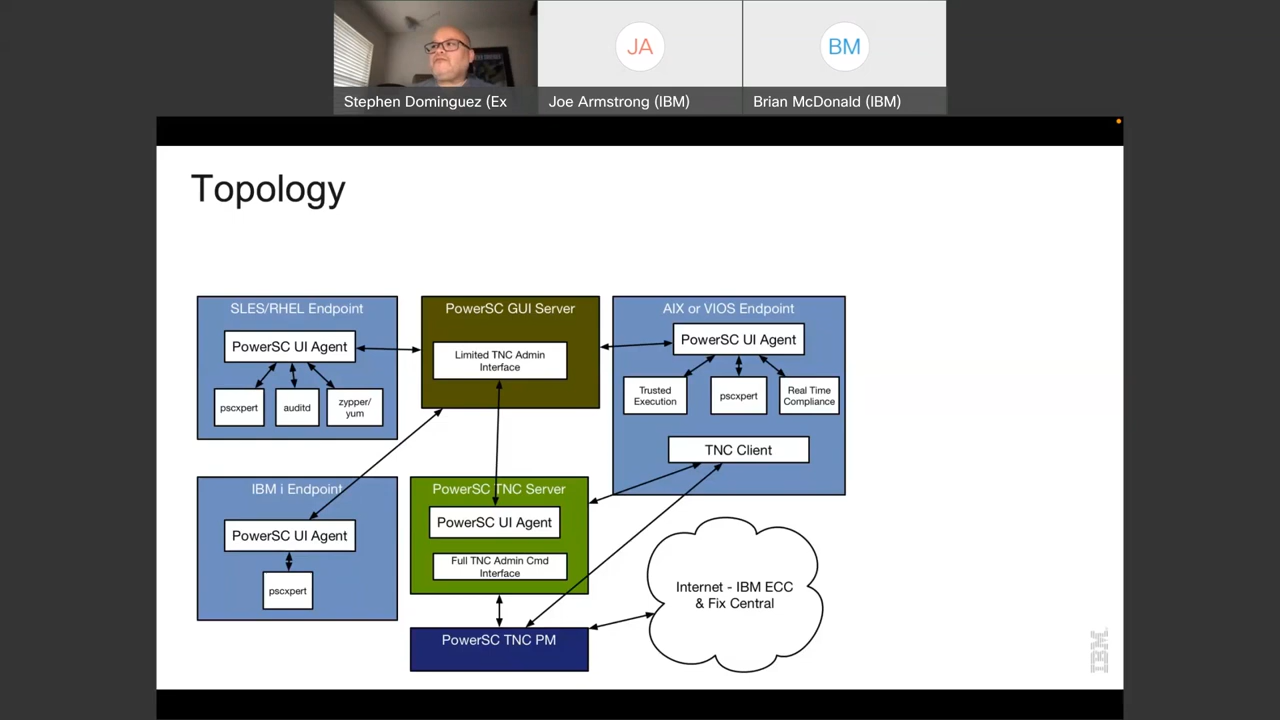 JA
BM
Stephen Dominguez (Ex
Joe Armstrong (IBM)
Brian McDonald (IBM)
Topology
SLES/RHEL Endpoint
PowerSC UI Agent
pscxpert
auditd
zypper/
yum
PowerSC GUI Server
Limited TNC Admin
Interface
AIX or VIOS Endpoint
PowerSC UI Agent
Trusted
Execution
pscxpert
Real Time
Compliance
TNC Client
IBM i Endpoint
PowerSC UI Agent
pscxpert
PowerSC TNC Server
PowerSC UI Agent
Full TNC Admin Cmd
Interface
PowerSC TNC PM
Internet - IBM ECC
& Fix Central
IBM